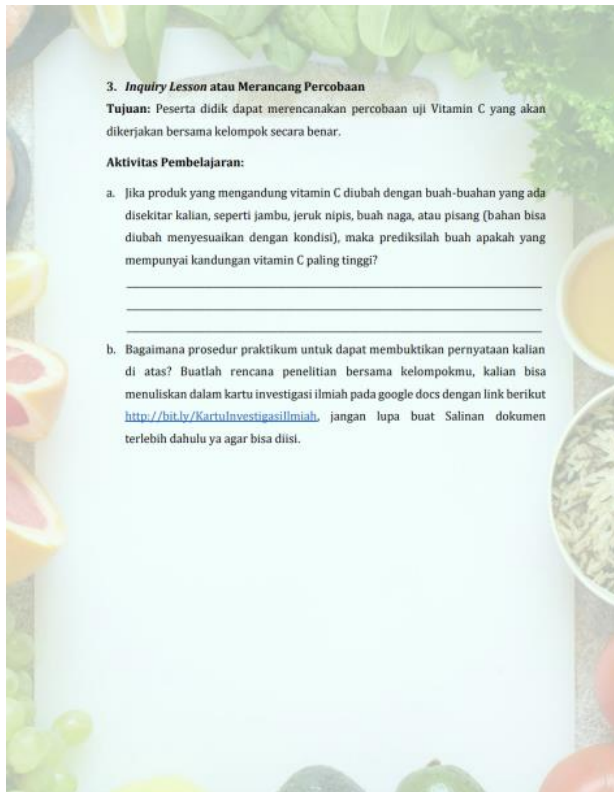 3. Inquiry Lesson atau Merancang Percobaan
Tujuan: Peserta didik dapat merencanakan percobaan uji Vitamin C yang akan
dikerjakan bersama kelompok secara benar.
Aktivitas Pembelajaran:
a. Jika produk yang mengandung vitamin C diubah dengan buah-buahan yang ada
disekitar kalian, seperti jambu, jeruk nipis, buah naga, atau pisang (bahan bisa
diubah menyesuaikan dengan kondisi), maka prediksilah buah apakah yang
mempunyai kandungan vitamin C paling tinggi?
b. Bagaimana prosedur praktikum untuk dapat membuktikan pernyataan kalian
di atas? Buatlah rencana penelitian bersama kelompokmu, kalian bisa
menuliskan dalam kartu investigasi ilmiah pada google docs dengan link berikut
http://bit.ly/KartuInvestigasiIlmiah, jangan lupa buat Salinan dokumen
terlebih dahulu ya agar bisa diisi.